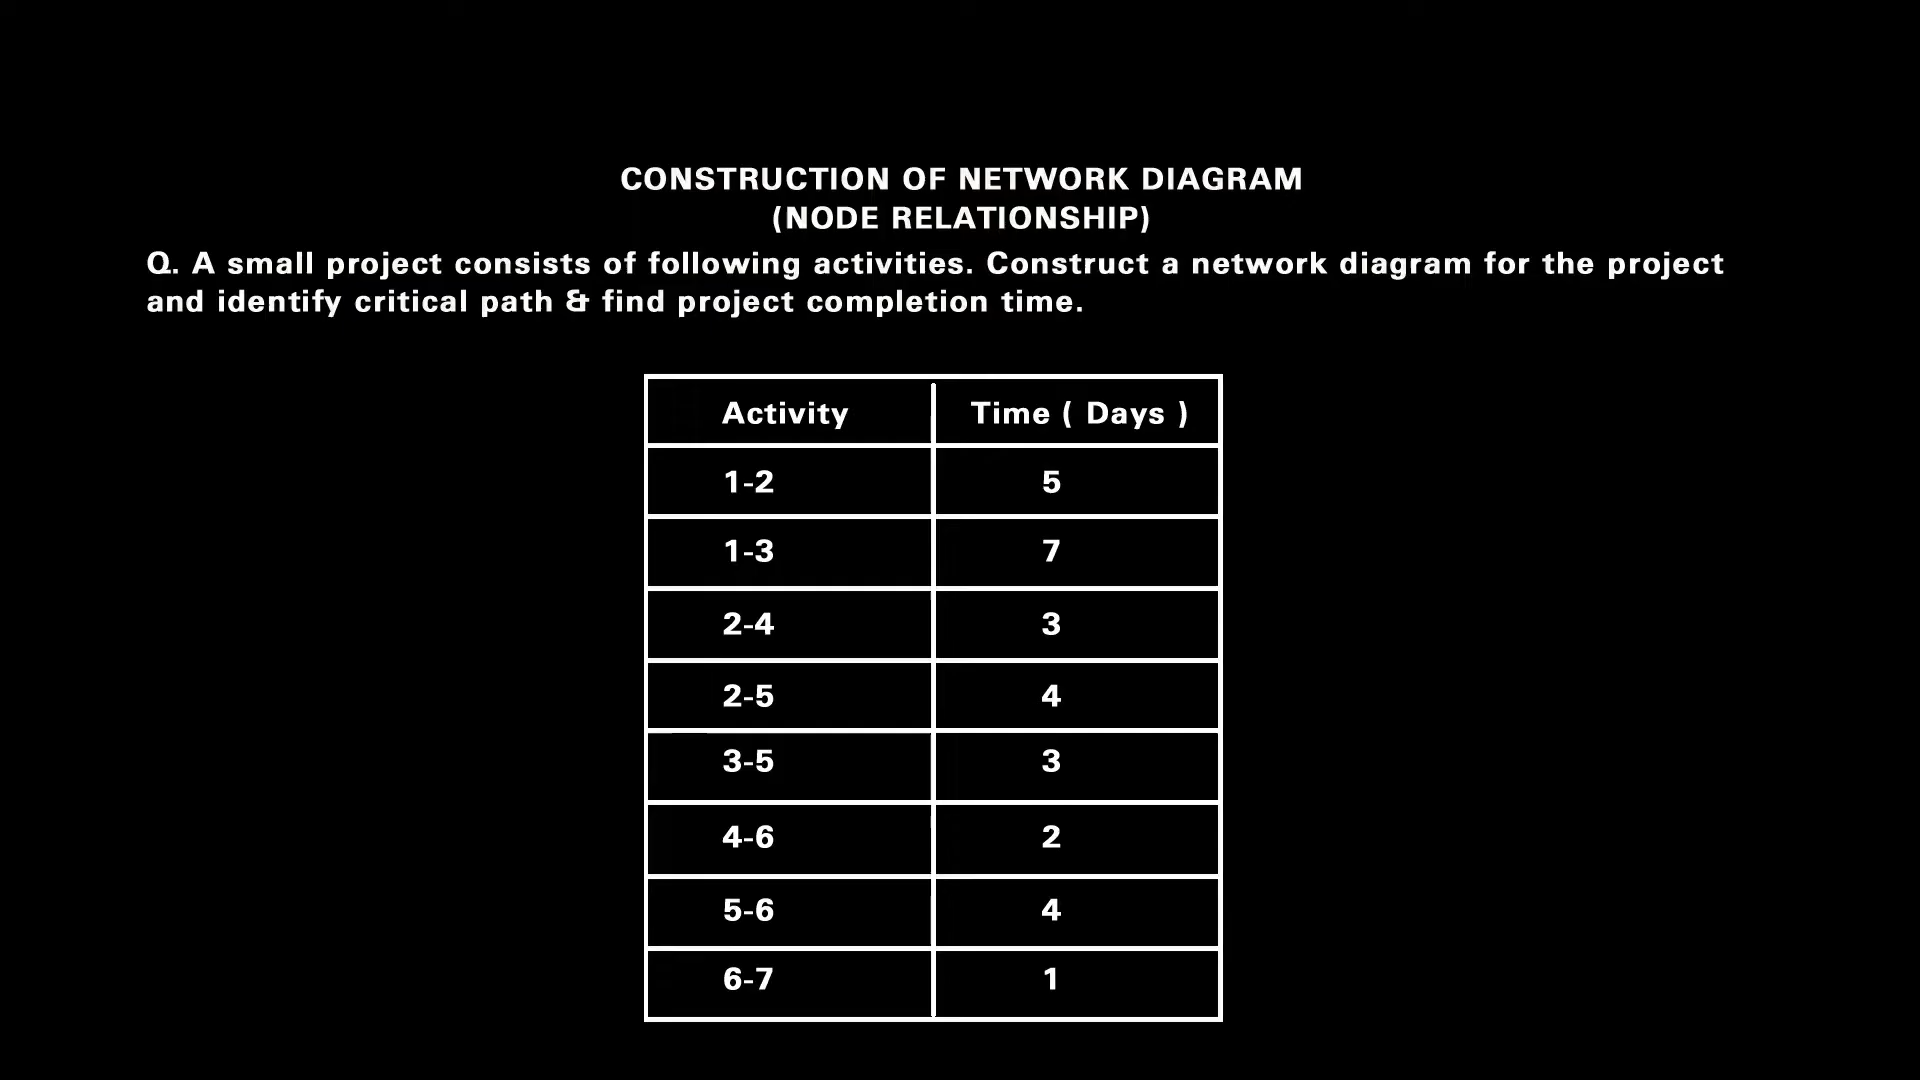 CONSTRUCTION OF NETWORK DIAGRAM
(NODE RELATIONSHIP)
Q. A small project consists of following activities. Construct a network diagram for the project
and identify critical path & find project completion time.
Activity Time ( Days )
1-2 5
1-3 7
2-4 3
2-5 4
3-5 3
4-6 2
5-6 4
6-7 1